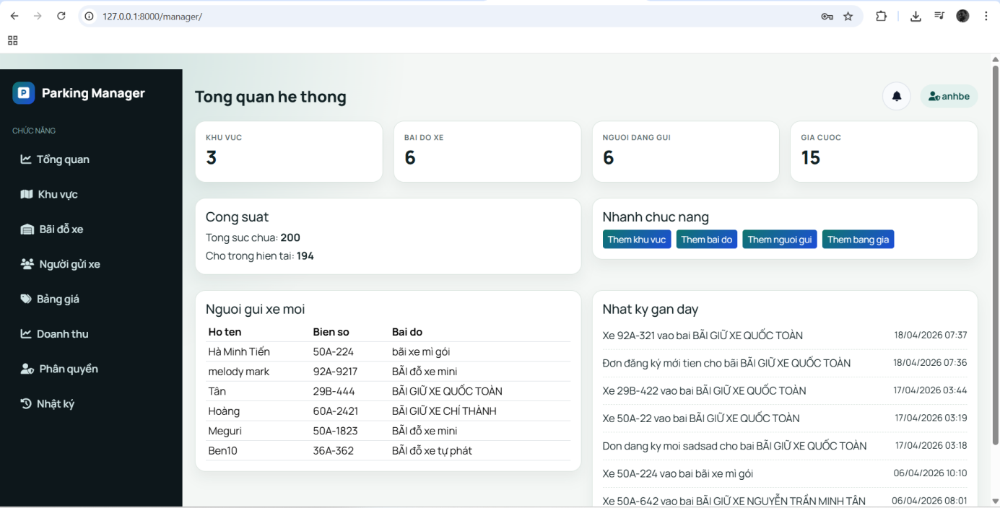 127.0.0.1:8000/manager/
P Parking Manager
CHỨC NĂNG
Tổng quan
Khu vực
Bãi đỗ xe
Người gửi xe
Bảng giá
Doanh thu
Phân quyền
Nhật ký
Tong quan he thong
anhbe
KHU VUC
3
BAI DO XE
6
NGUOI DANG GUI
6
GIA CUOC
15
Cong suat
Tong suc chua: 200
Cho trong hien tai: 194
Nhanh chuc nang
Them khu vuc Them bai do Them nguoi gui Them bang gia
Nguoi gui xe moi
Ho ten Bien so Bai do
Hà Minh Tiến 50A-224 bãi xe mì gói
melody mark 92A-9217 BÃI đỗ xe mini
Tân 29B-444 BÃI GIỮ XE QUỐC TOÀN
Hoàng 60A-2421 BÃI GIỮ XE CHÍ THÀNH
Meguri 50A-1823 BÃI đỗ xe mini
Ben10 36A-362 BÃI đỗ xe tự phát
Nhat ky gan day
Xe 92A-321 vao bai BÃI GIỮ XE QUỐC TOÀN 18/04/2026 07:37
Đơn đăng ký mới tien cho bãi BÃI GIỮ XE QUỐC TOÀN 18/04/2026 07:36
Xe 29B-422 vao bai BÃI GIỮ XE QUỐC TOÀN 17/04/2026 03:44
Xe 50A-22 vao bai BÃI GIỮ XE QUỐC TOÀN 17/04/2026 03:19
Don dang ky moi sadsad cho bai BÃI GIỮ XE QUỐC TOÀN 17/04/2026 03:18
Xe 50A-224 vao bai bãi xe mì gói 06/04/2026 10:10
Xe 50A-642 vao bai BÃI GIỮ XE NGUYỄN TRẦN MINH TÂN 06/04/2026 08:01